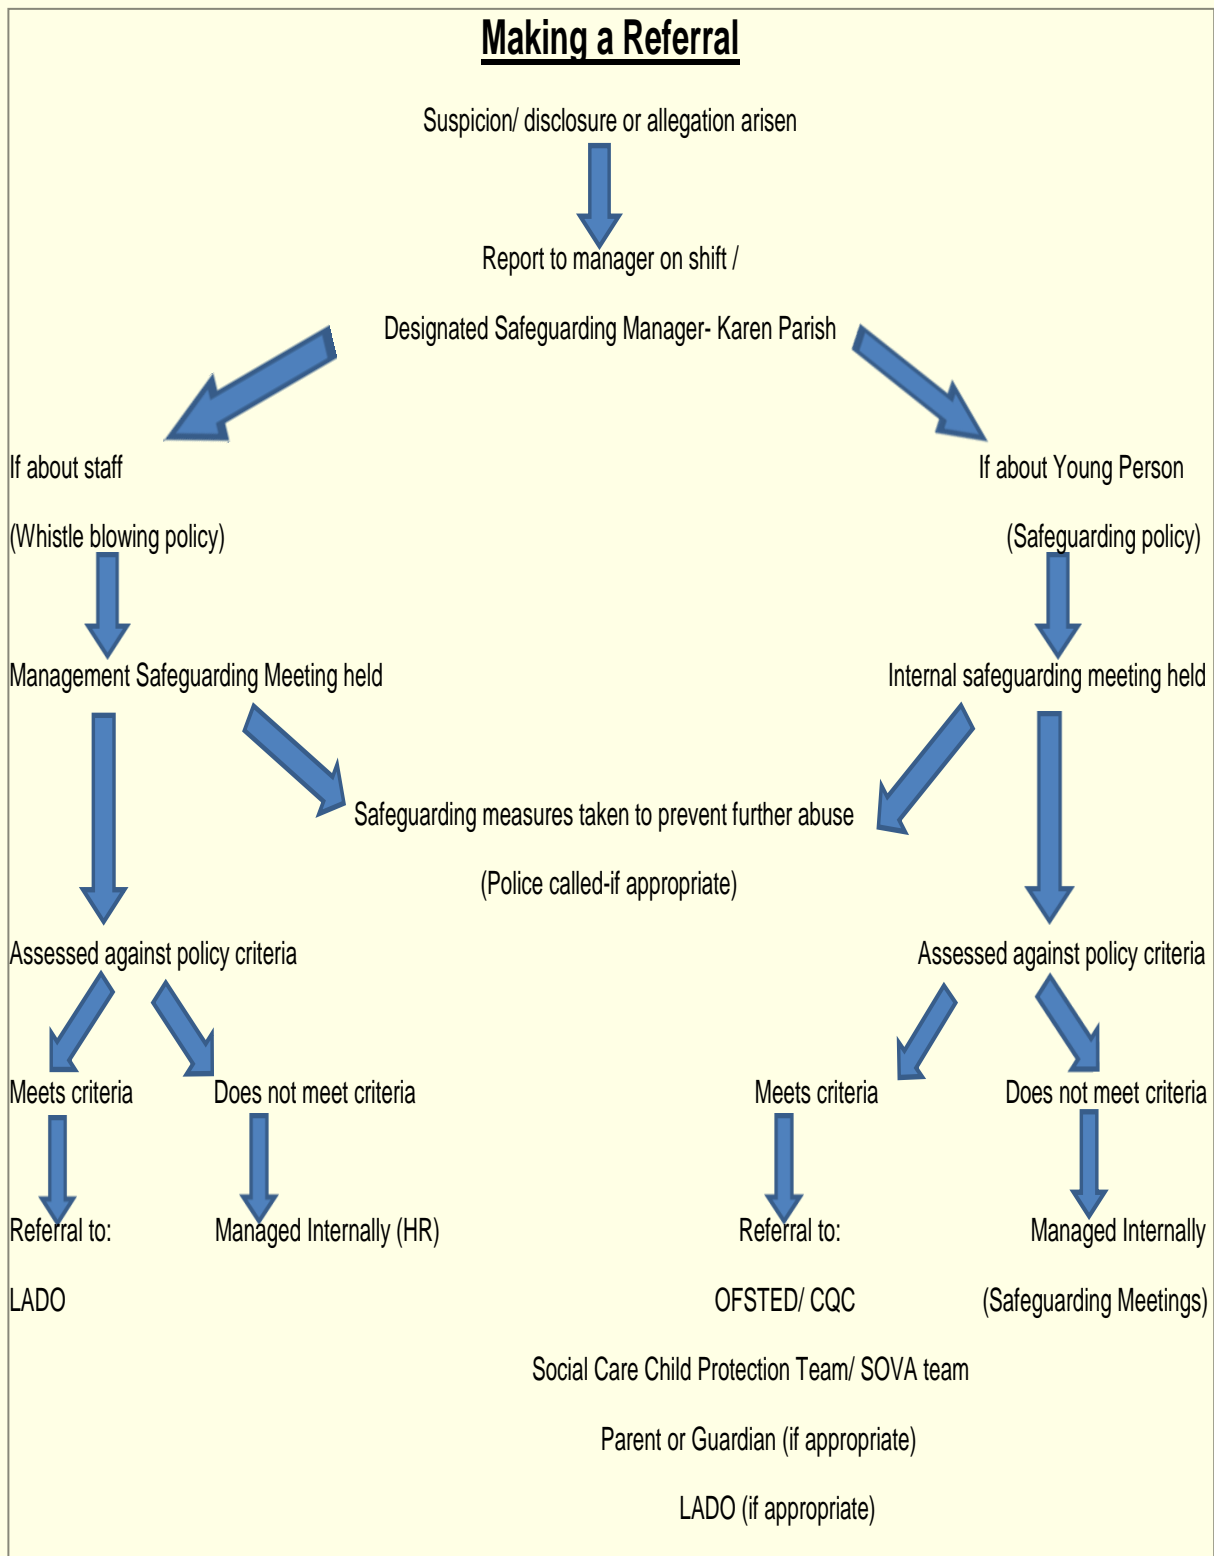 Making a Referral
Suspicion/ disclosure or allegation arisen
Report to manager on shift /
Designated Safeguarding Manager- Karen Parish
If about staff
If about Young Person
(Whistle blowing policy)
(Safeguarding policy)
Management Safeguarding Meeting held
Internal safeguarding meeting held
Safeguarding measures taken to prevent further abuse
(Police called-if appropriate)
Assessed against policy criteria
Assessed against policy criteria
Meets criteria
Does not meet criteria
Meets criteria
Does not meet criteria
Referral to:
Managed Internally (HR)
Referral to:
Managed Internally
LADO
OFSTED/ CQC
(Safeguarding Meetings)
Social Care Child Protection Team/ SOVA team
Parent or Guardian (if appropriate)
LADO (if appropriate)